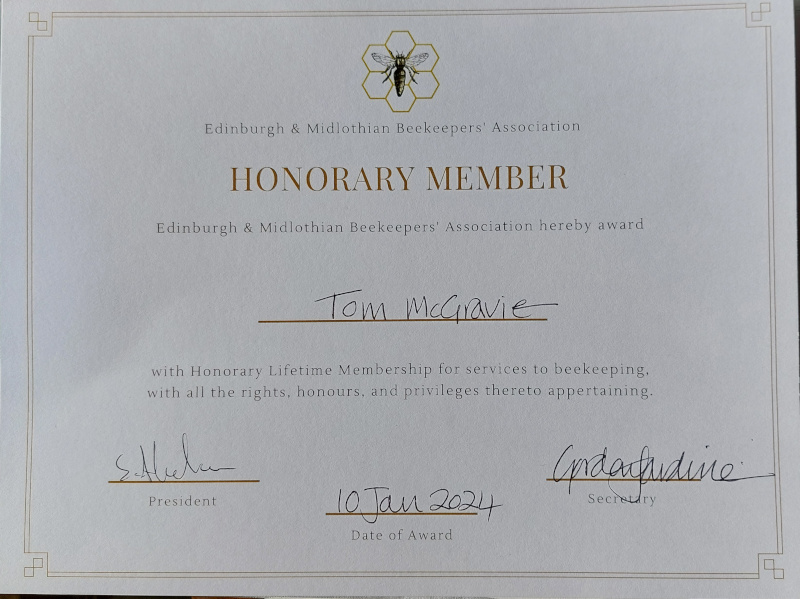 Edinburgh & Midlothian Beekeepers' Association
HONORARY MEMBER
Edinburgh & Midlothian Beekeepers' Association hereby award
Tom McGravie
with Honorary Lifetime Membership for services to beekeeping,
with all the rights, honours, and privileges thereto appertaining.
Gordon Jardine
President
Secretary
10 Jan 2024
Date of Award